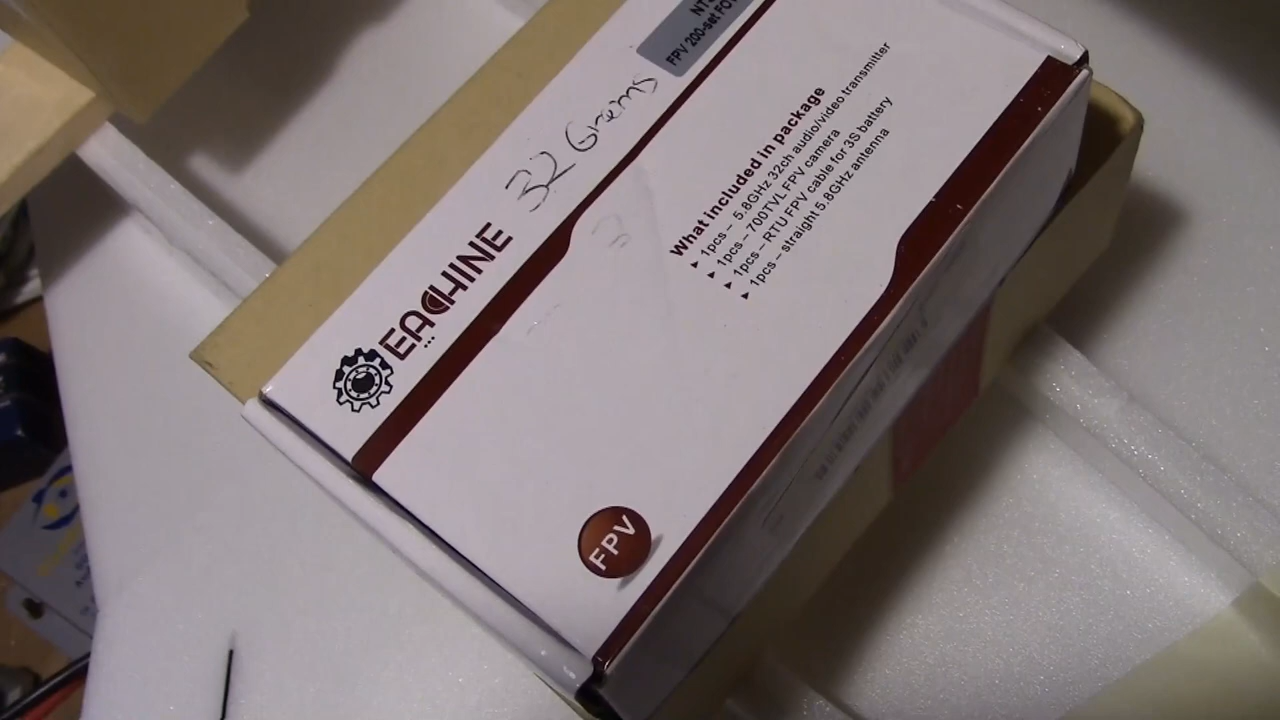 FPV 200-set
32 Grams
EACHINE
What included in package
1pcs – 5.8GHz 32ch audio/video transmitter
1pcs – 700TVL FPV camera
1pcs – RTU FPV cable for 3S battery
1pcs – straight 5.8GHz antenna
FPV